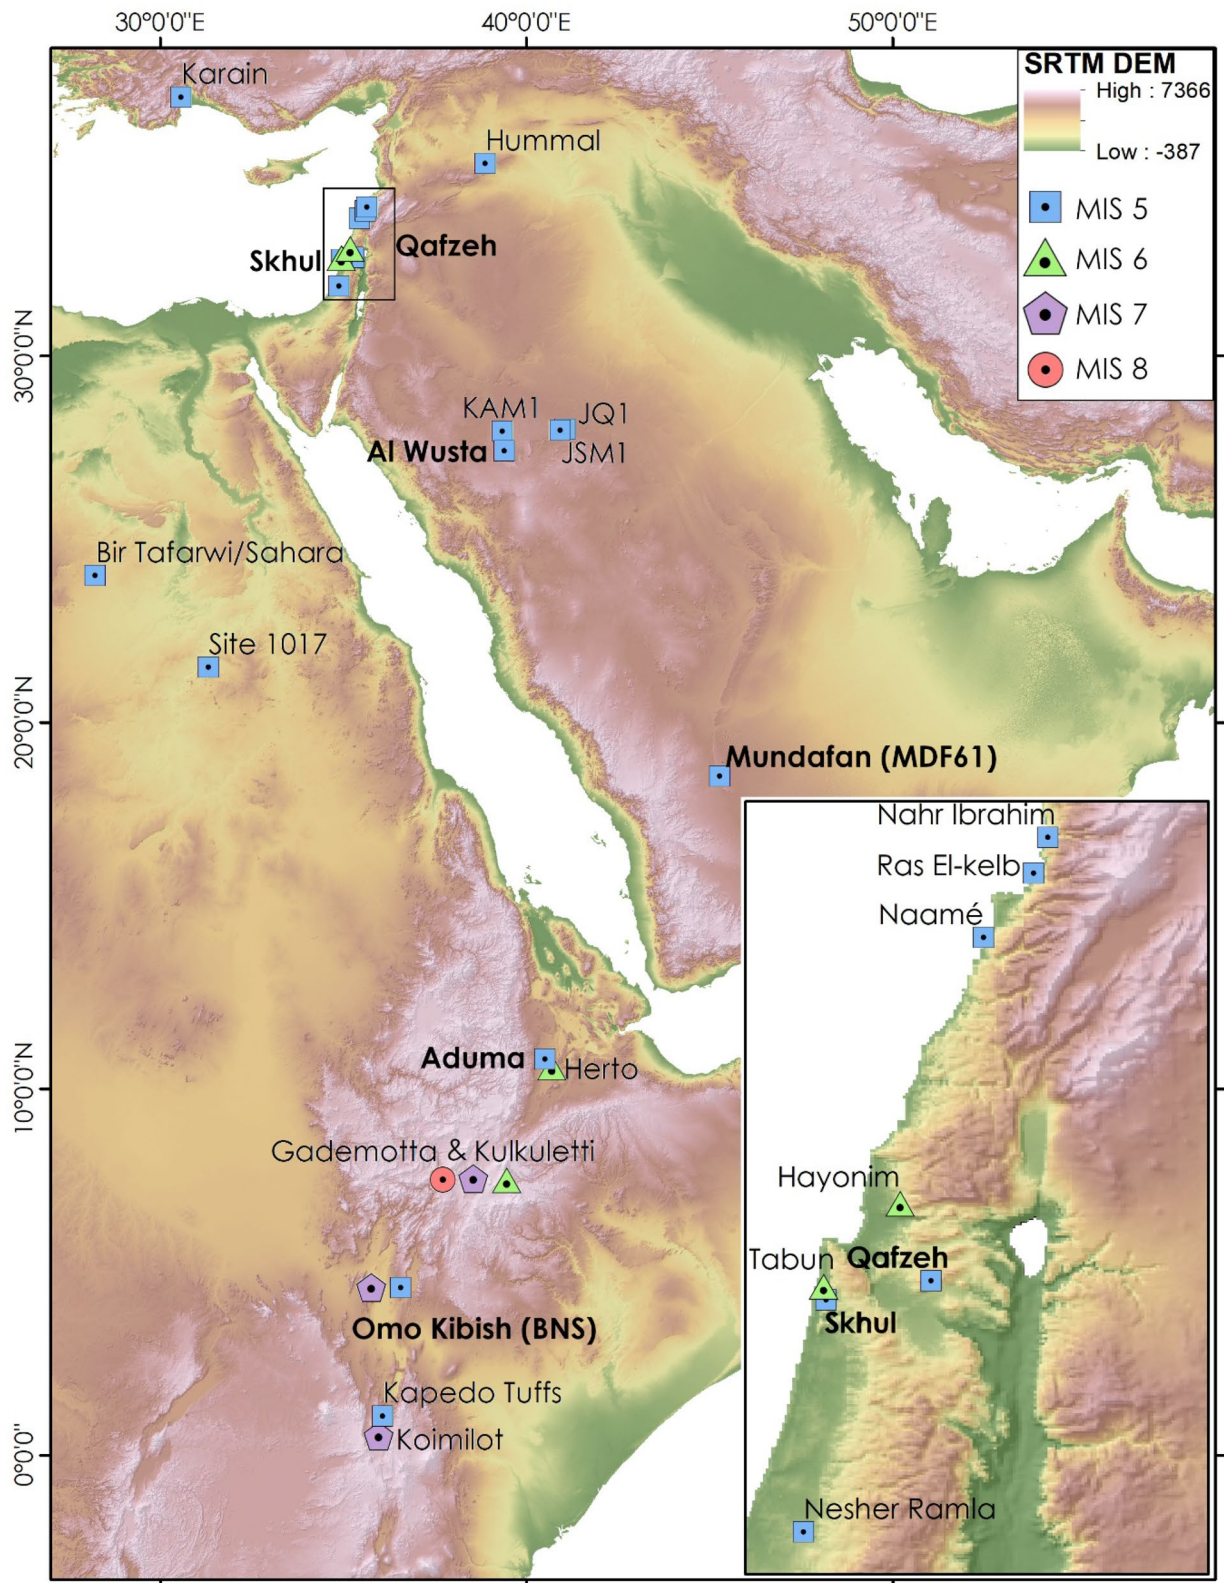 30°0'0"E
40°0'0"E
50°0'0"E
SRTM DEM
High : 7366
Low : -387
MIS 5
MIS 6
MIS 7
MIS 8
Karain
Hummal
Skhul
Qafzeh
30°0'0"N
KAM1
JQ1
Al Wusta
JSM1
Bir Tafarwi/Sahara
Site 1017
20°0'0"N
Mundafan (MDF61)
Aduma
Herto
10°0'0"N
Gademotta & Kulkuletti
Omo Kibish (BNS)
Kapedo Tuffs
Koimilot
0°0'0"
Nahr Ibrahim
Ras El-kelb
Naamé
Hayonim
Tabun
Qafzeh
Skhul
Nesher Ramla